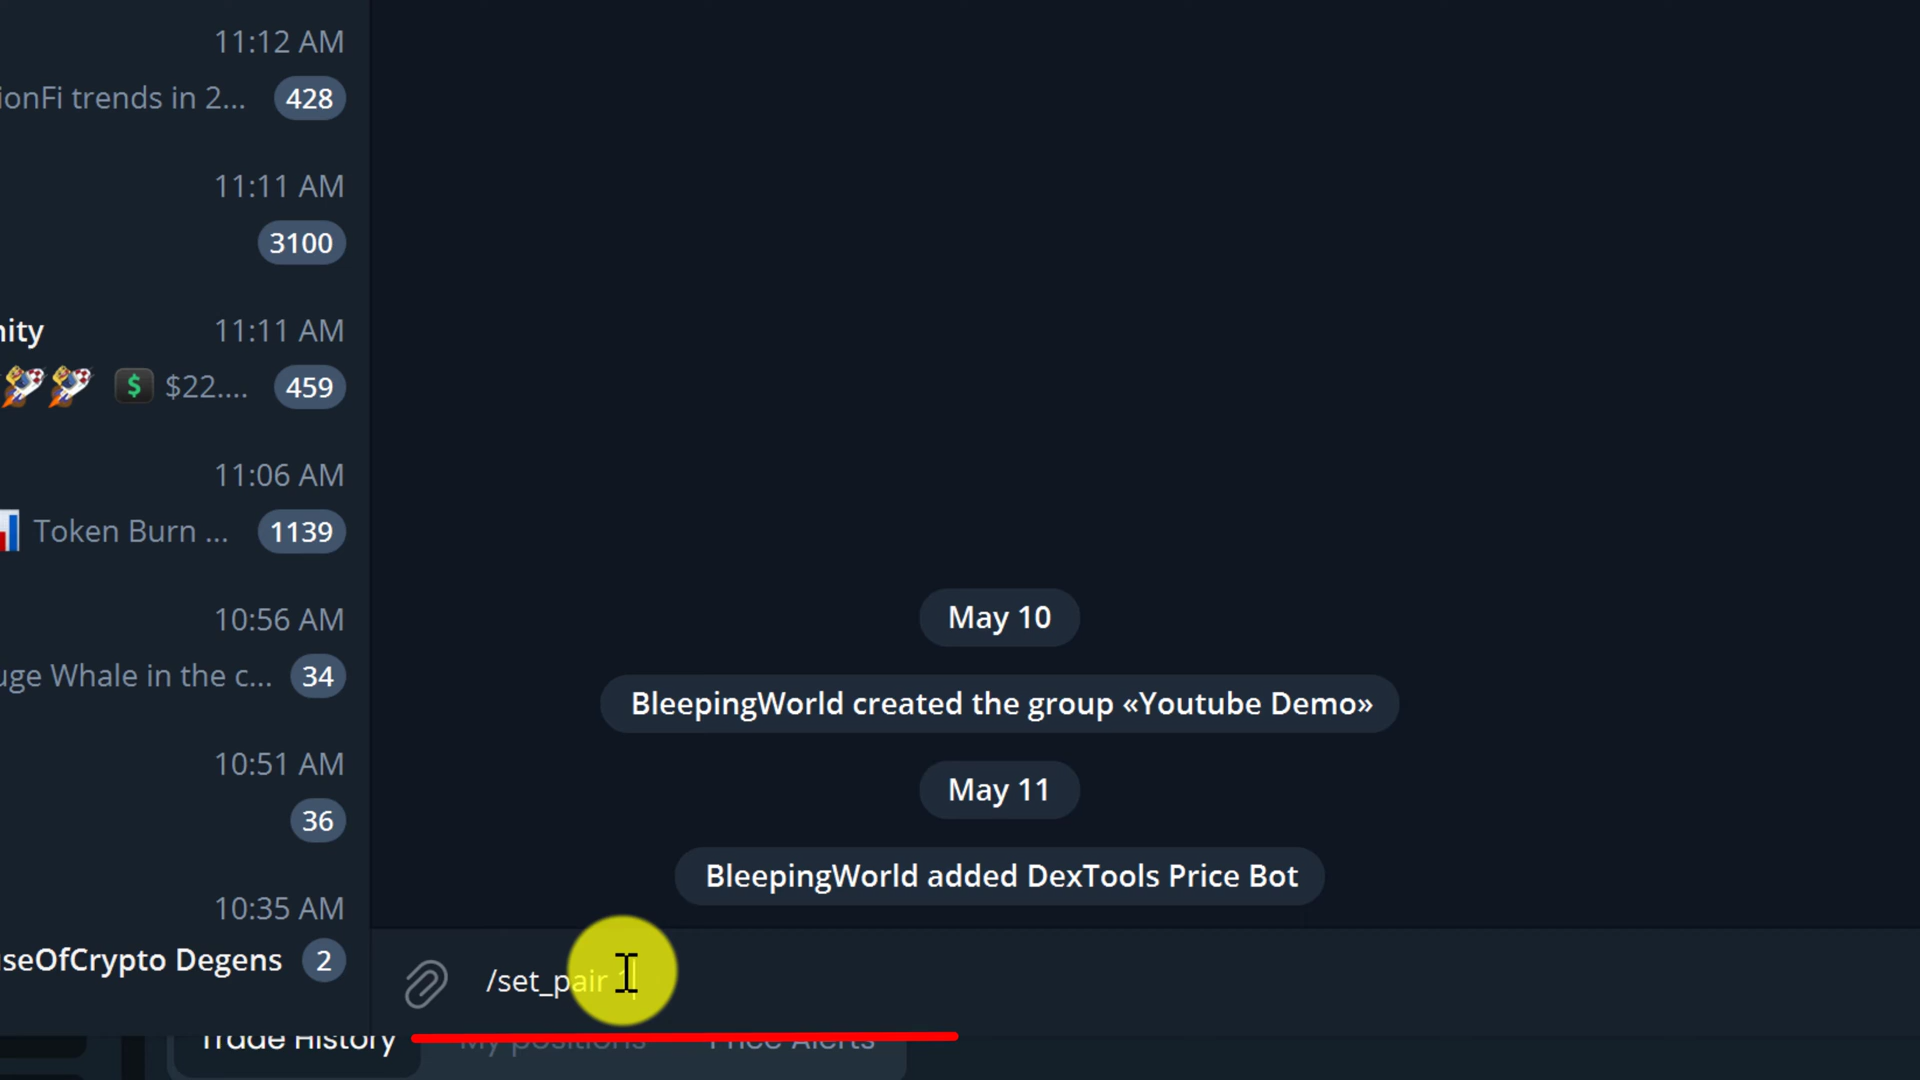 11:12 AM
ionFi trends in 2... 428
11:11 AM
3100
nity 11:11 AM
$ $22.... 459
11:06 AM
Token Burn ... 1139
10:56 AM
uge Whale in the c... 34
10:51 AM
36
10:35 AM
seOfCrypto Degens 2
May 10
BleepingWorld created the group «Youtube Demo»
May 11
BleepingWorld added DexTools Price Bot
/set_pair
Trade History My positions Price Alerts